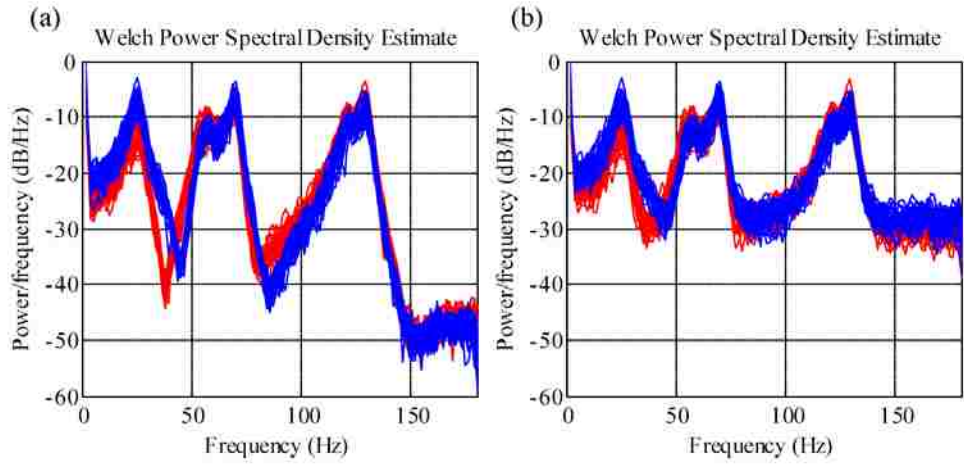 (a)
Welch Power Spectral Density Estimate
0
-10
-20
-30
-40
-50
-60
Power/frequency (dB/Hz)
0 50 100 150
Frequency (Hz)
(b)
Welch Power Spectral Density Estimate
0
-10
-20
-30
-40
-50
-60
Power/frequency (dB/Hz)
0 50 100 150
Frequency (Hz)